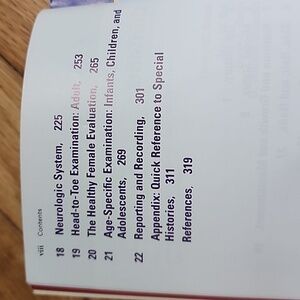 viii Contents
18 Neurologic System, 225
19 Head-to-Toe Examination: Adult, 253
20 The Healthy Female Evaluation, 265
21 Age-Specific Examination: Infants, Children, and
Adolescents, 269
22 Reporting and Recording, 301
Appendix: Quick Reference to Special
Histories, 311
References, 319